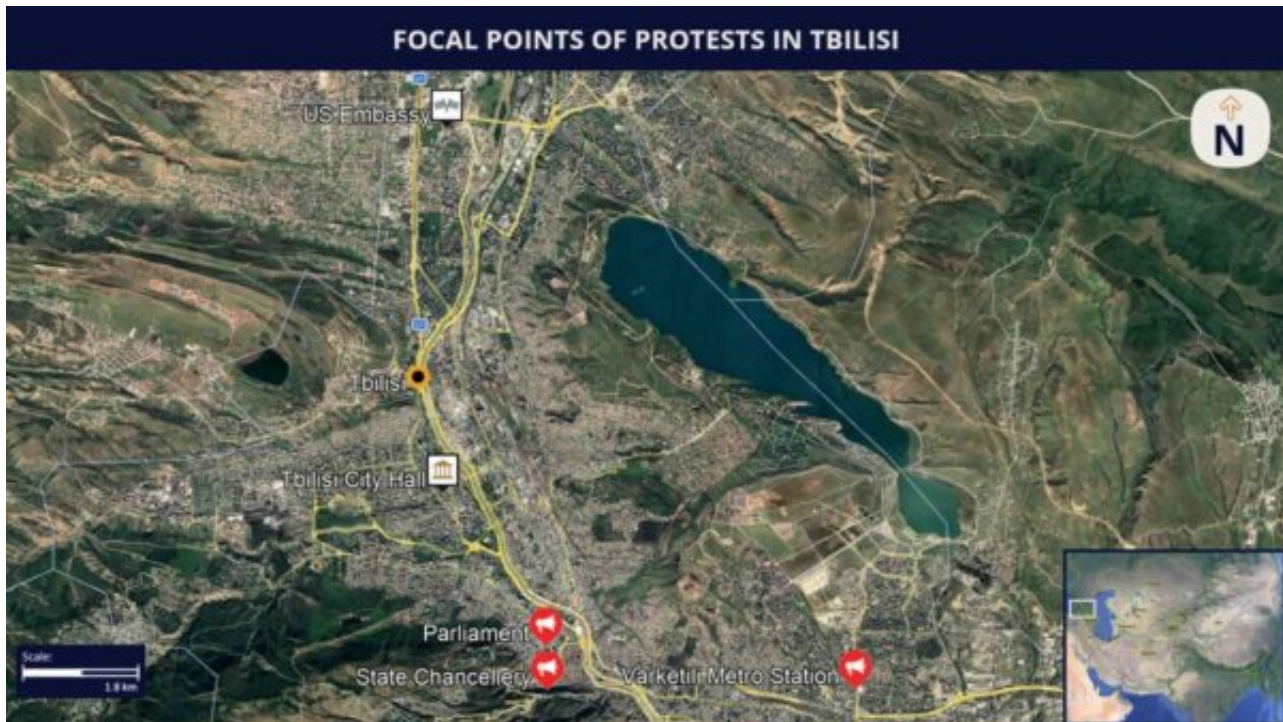 FOCAL POINTS OF PROTESTS IN TBILISI
US Embassy
N
Tbilisi
Tbilisi City Hall
Parliament
State Chancellery
Varketili Metro Station
Scale:
1.8 km